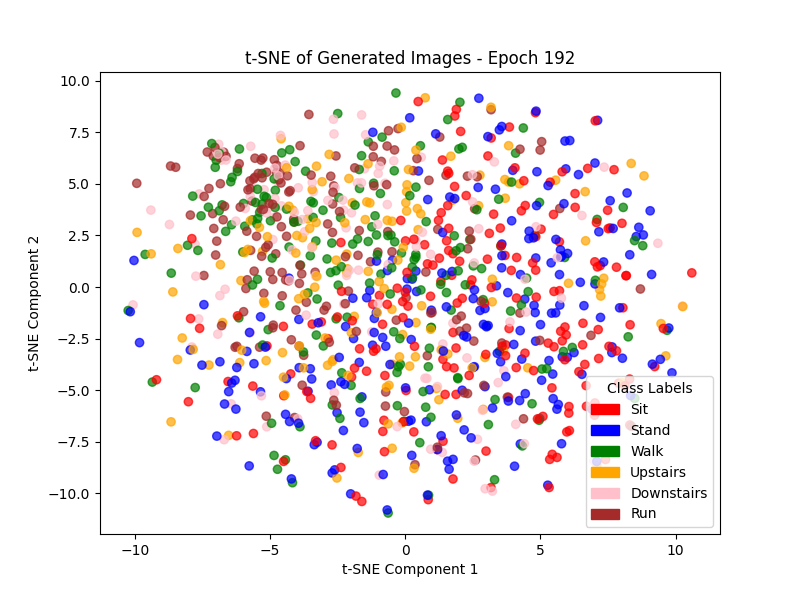 t-SNE of Generated Images - Epoch 192
t-SNE Component 2
10.0
7.5
5.0
2.5
0.0
−2.5
−5.0
−7.5
−10.0
−10
−5
0
5
10
t-SNE Component 1
Class Labels
Sit
Stand
Walk
Upstairs
Downstairs
Run